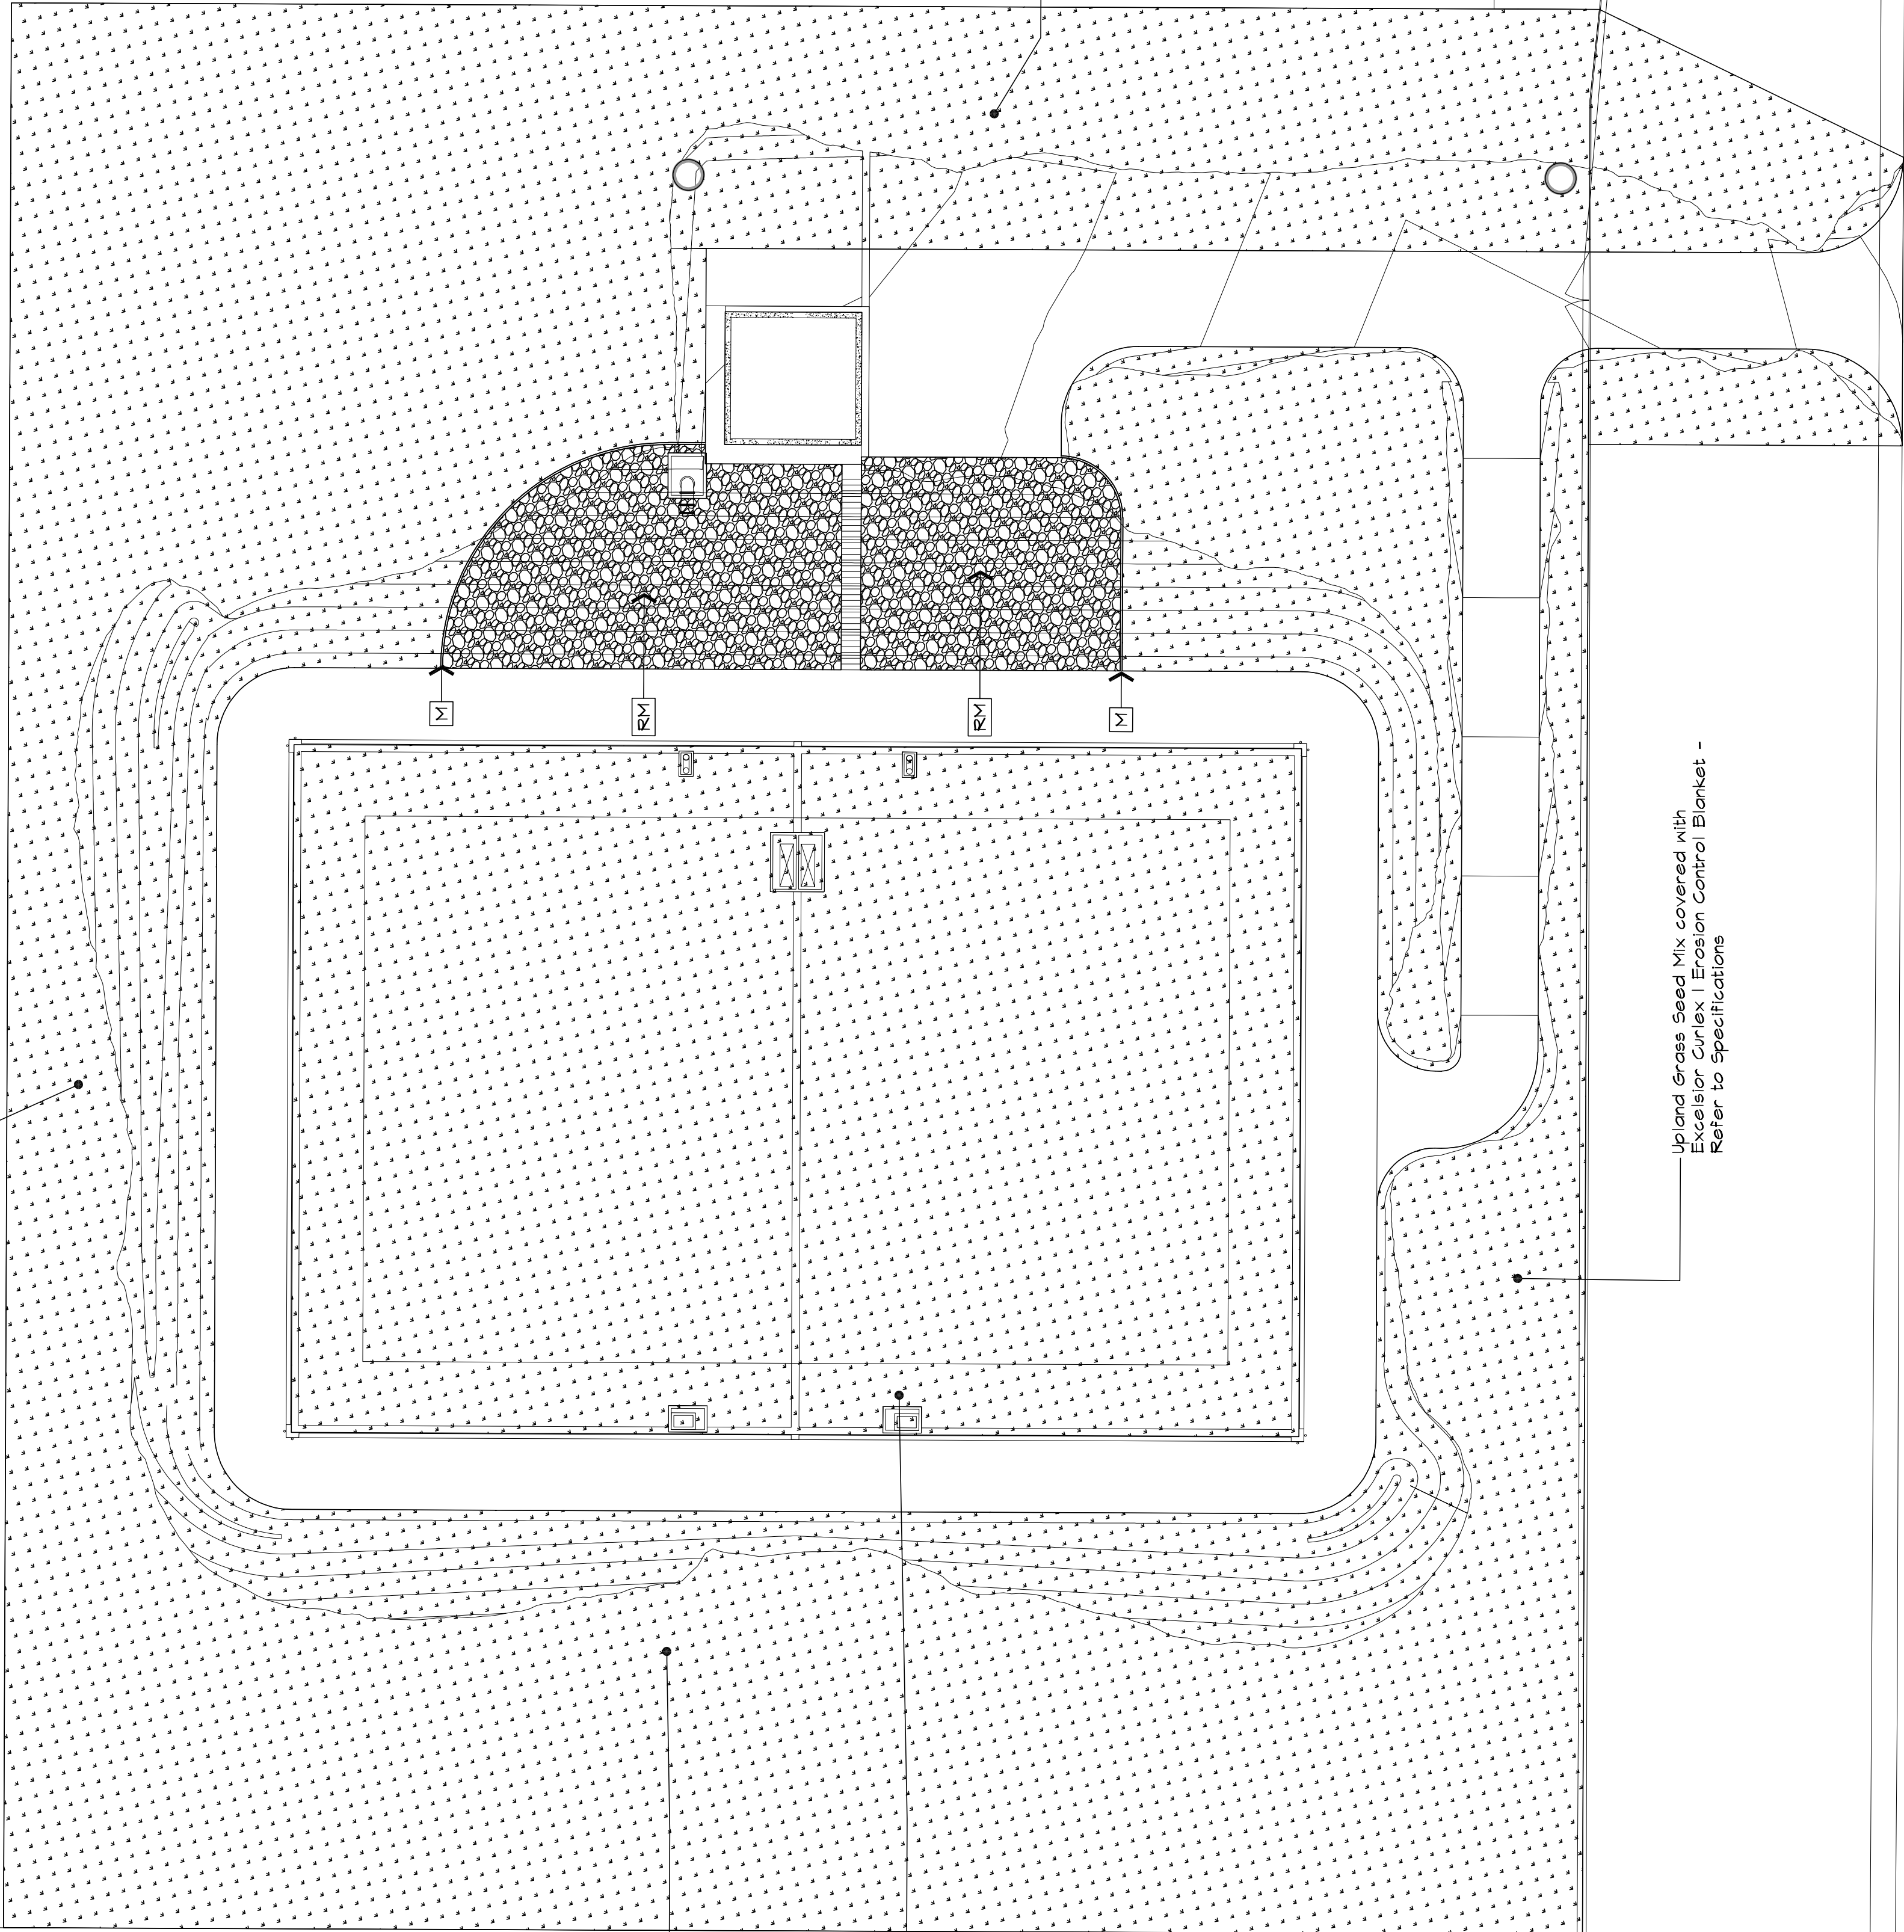 M
RM
RM
M
Upland Grass Seed Mix covered with
Excelsior Curlex I Erosion Control Blanket -
Refer to Specifications